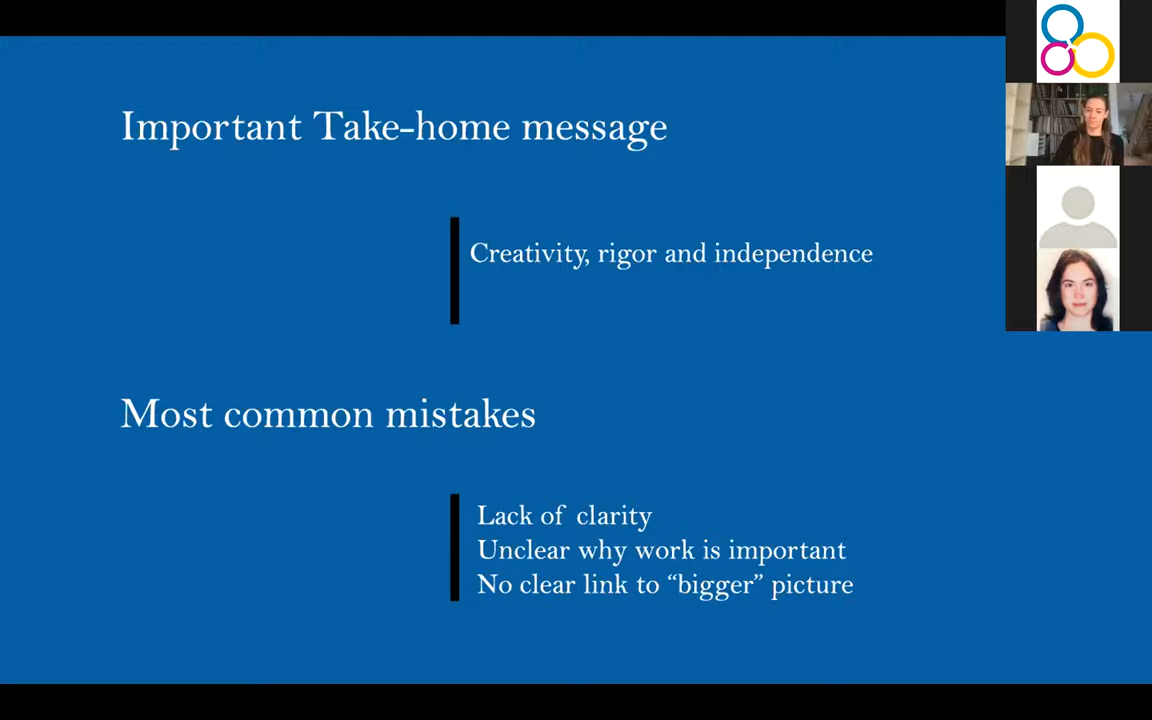 Important Take-home message
Creativity, rigor and independence
Most common mistakes
Lack of clarity
Unclear why work is important
No clear link to “bigger” picture